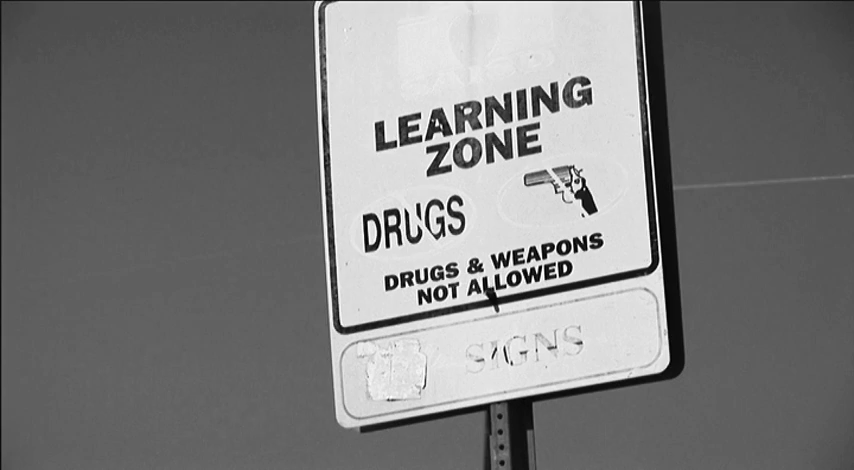 LEARNING
ZONE
DRUGS
DRUGS & WEAPONS
NOT ALLOWED
SIGNS